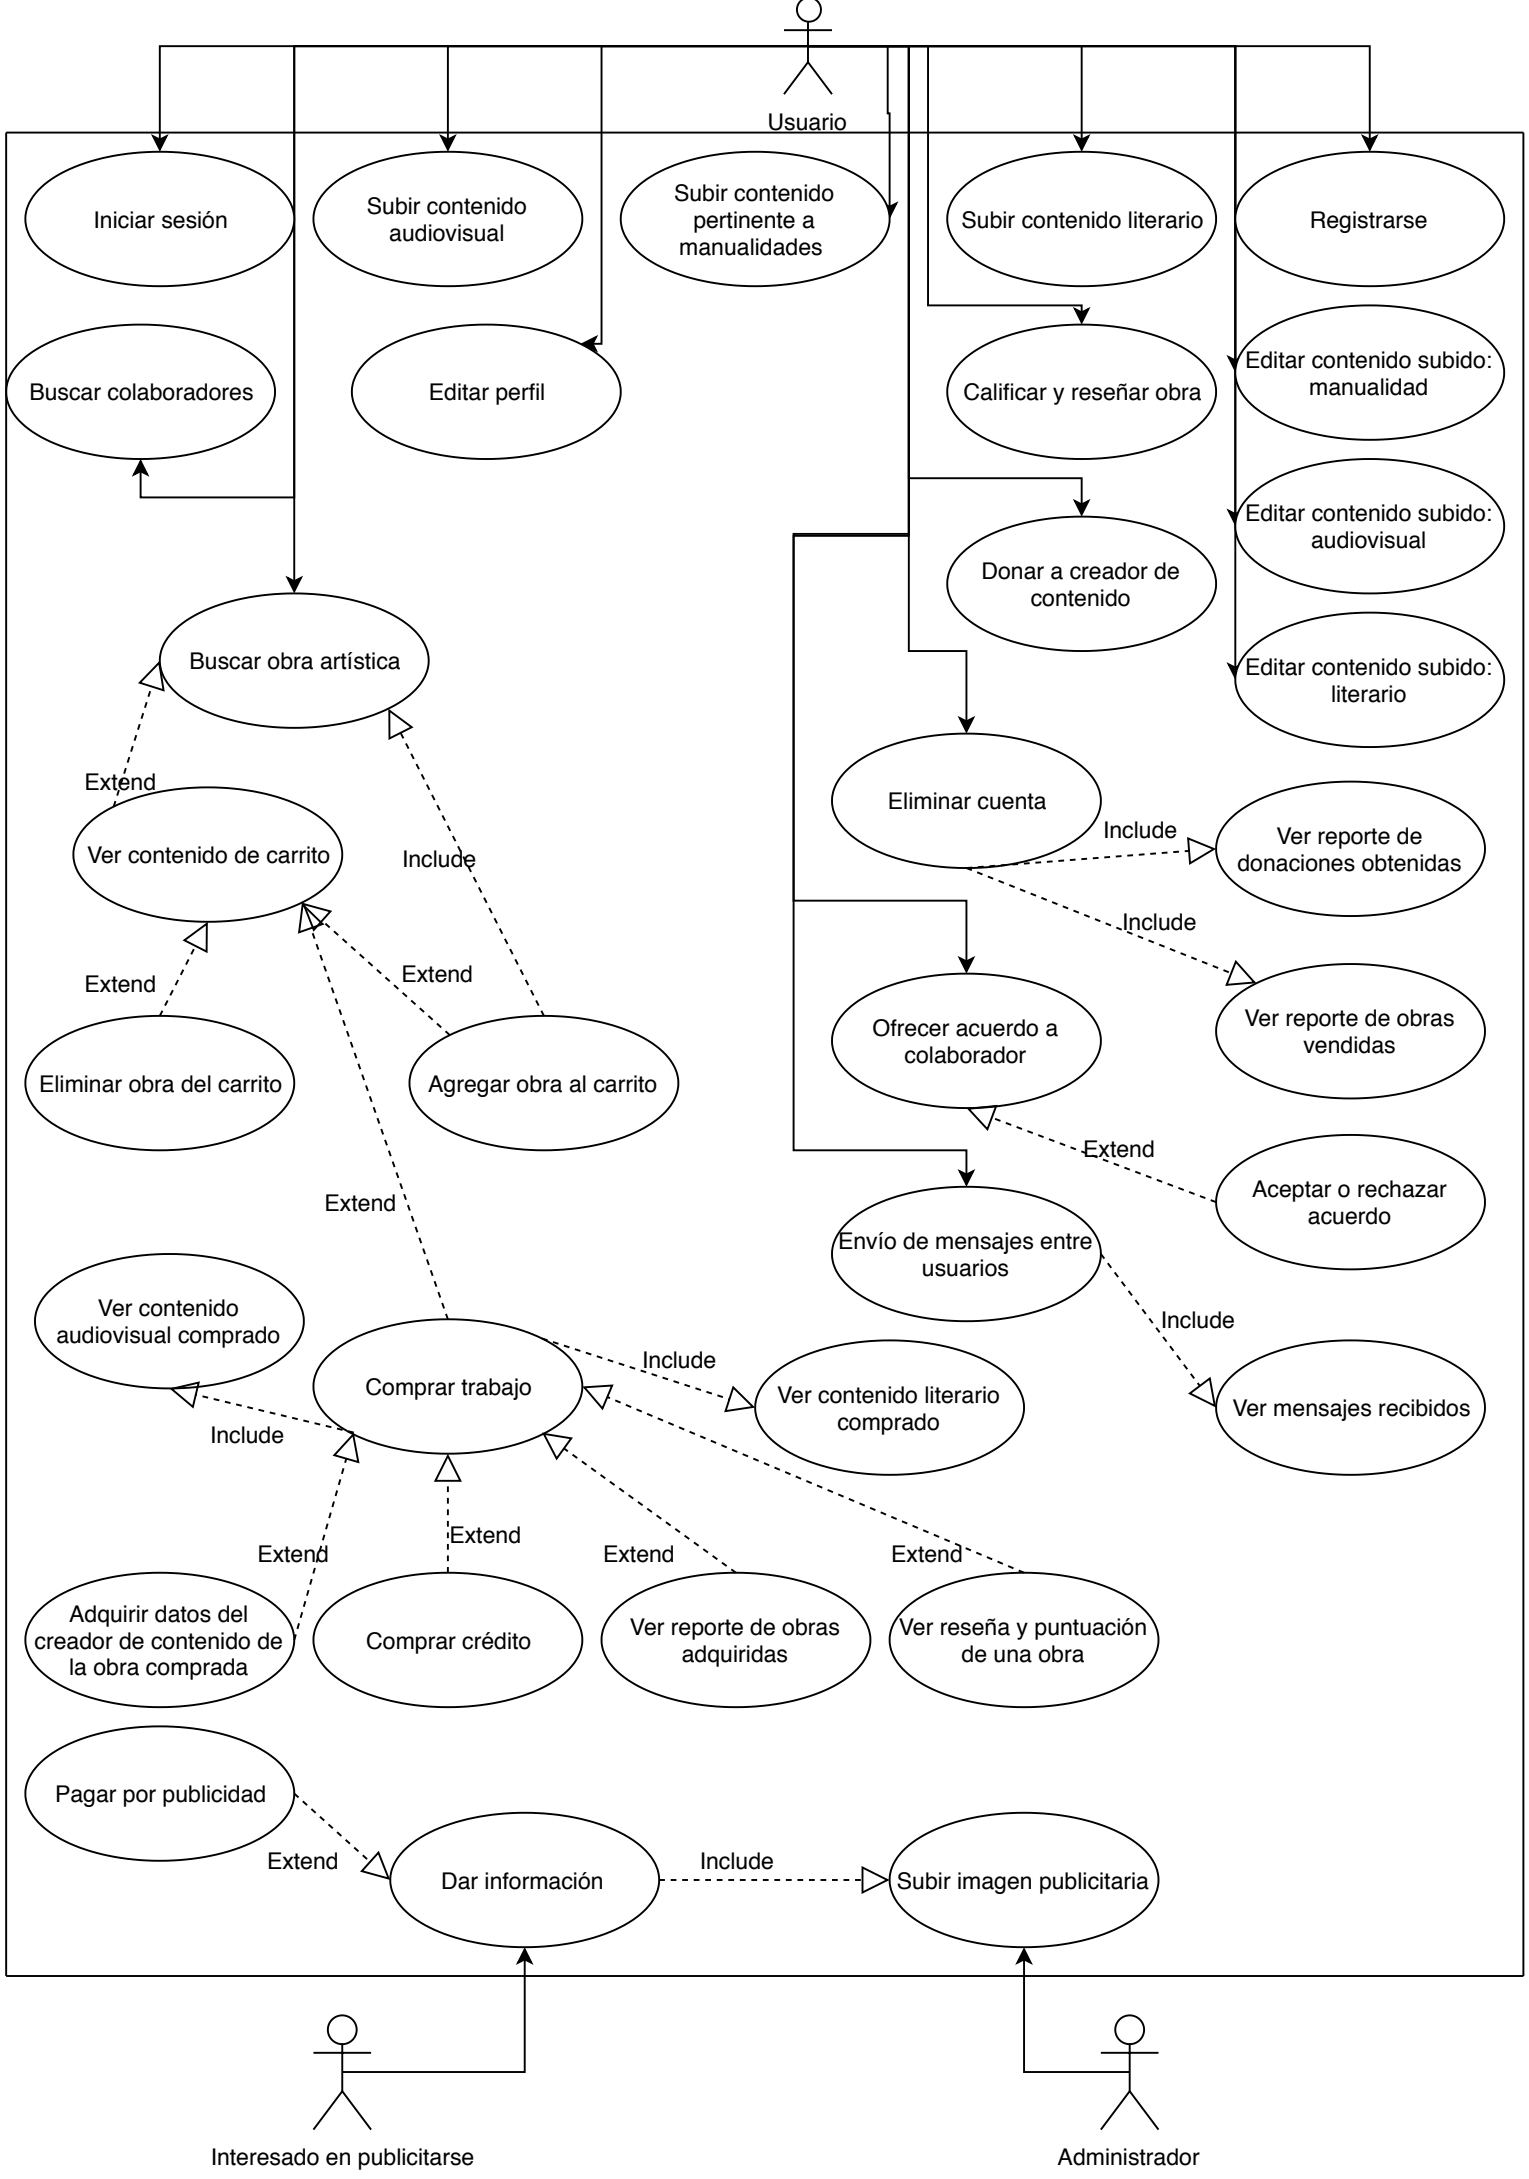 Usuario
Iniciar sesión
Subir contenido
audiovisual
Subir contenido
pertinente a
manualidades
Subir contenido literario
Registrarse
Buscar colaboradores
Editar perfil
Calificar y reseñar obra
Editar contenido subido:
manualidad
Editar contenido subido:
audiovisual
Donar a creador de
contenido
Buscar obra artística
Editar contenido subido:
literario
Extend
Ver contenido de carrito
Include
Eliminar cuenta
Include
Ver reporte de
donaciones obtenidas
Include
Extend
Extend
Ofrecer acuerdo a
colaborador
Ver reporte de obras
vendidas
Eliminar obra del carrito
Agregar obra al carrito
Extend
Extend
Aceptar o rechazar
acuerdo
Envío de mensajes entre
usuarios
Ver contenido
audiovisual comprado
Include
Include
Comprar trabajo
Ver contenido literario
comprado
Ver mensajes recibidos
Include
Extend
Extend
Extend
Extend
Adquirir datos del
creador de contenido de
la obra comprada
Comprar crédito
Ver reporte de obras
adquiridas
Ver reseña y puntuación
de una obra
Pagar por publicidad
Extend
Dar información
Include
Subir imagen publicitaria
Interesado en publicitarse
Administrador